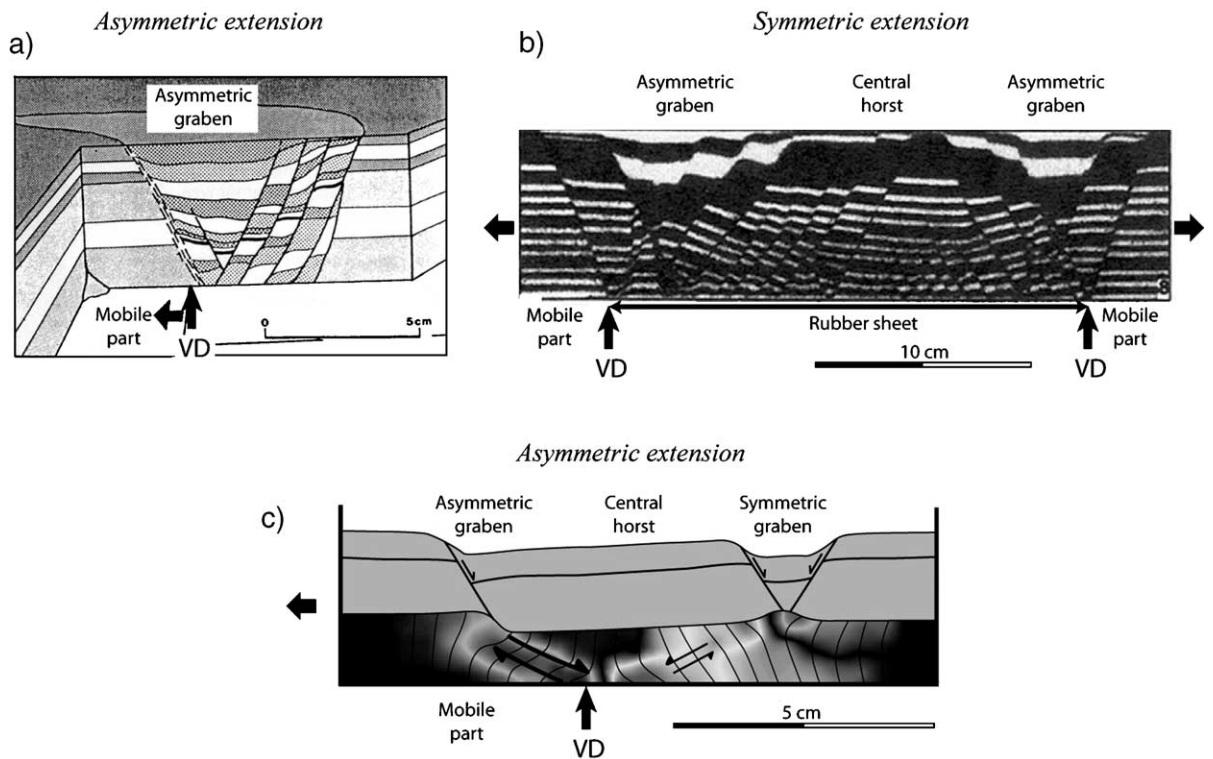 Asymmetric extension
a)
Asymmetric
graben
Mobile
part
VD
0
5cm
Symmetric extension
b)
Asymmetric
graben
Central
horst
Asymmetric
graben
Mobile
part
Rubber sheet
Mobile
part
VD
10 cm
VD
Asymmetric extension
c)
Asymmetric
graben
Central
horst
Symmetric
graben
Mobile
part
VD
5 cm